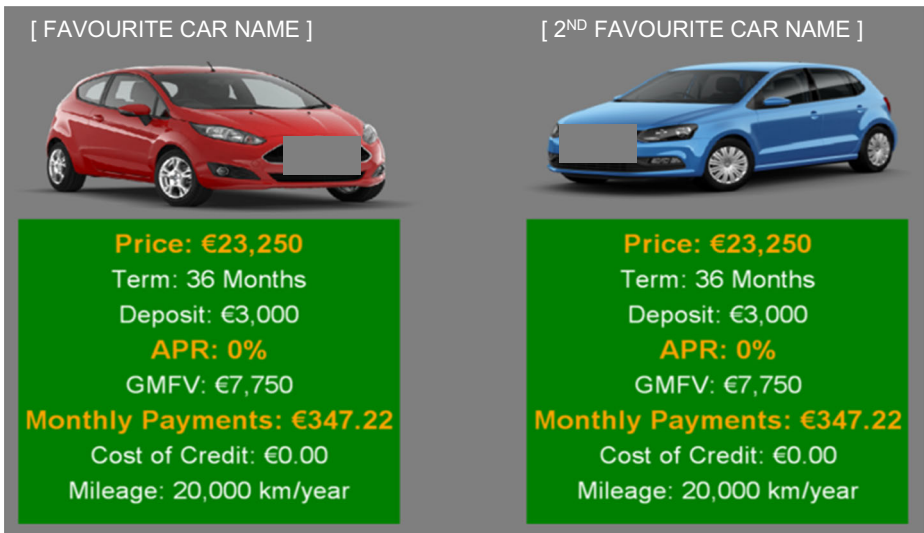 [ FAVOURITE CAR NAME ]
Price: €23,250
Term: 36 Months
Deposit: €3,000
APR: 0%
GMFV: €7,750
Monthly Payments: €347.22
Cost of Credit: €0.00
Mileage: 20,000 km/year
[ 2ND FAVOURITE CAR NAME ]
Price: €23,250
Term: 36 Months
Deposit: €3,000
APR: 0%
GMFV: €7,750
Monthly Payments: €347.22
Cost of Credit: €0.00
Mileage: 20,000 km/year